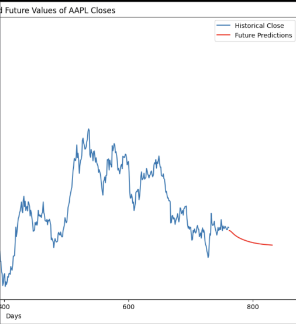 d Future Values of AAPL Closes
Historical Close
Future Predictions
600
800
Days